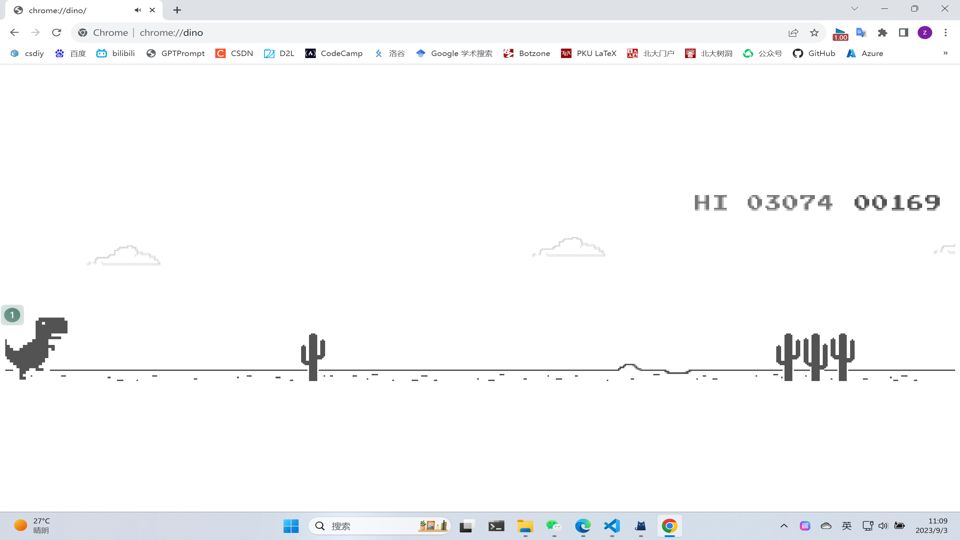 chrome://dino/
Chrome | chrome://dino
1.00
z
csdiy 百度 bilibili GPTPrompt CSDN D2L CodeCamp 洛谷 Google 学术搜索 Botzone PKU LaTeX 北大门户 北大树洞 公众号 GitHub Azure »
HI 03074 00169
1
27°C
晴朗
搜索
英
11:09
2023/9/3